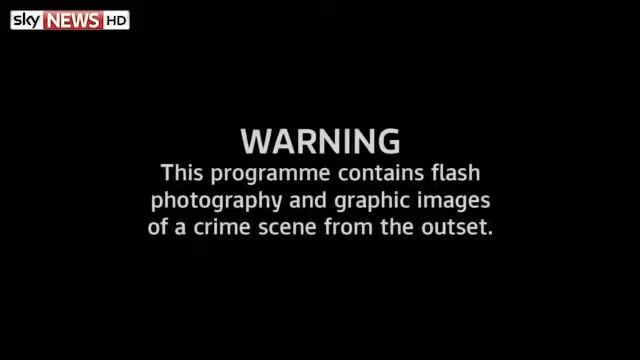 sky NEWS HD
WARNING
This programme contains flash
photography and graphic images
of a crime scene from the outset.